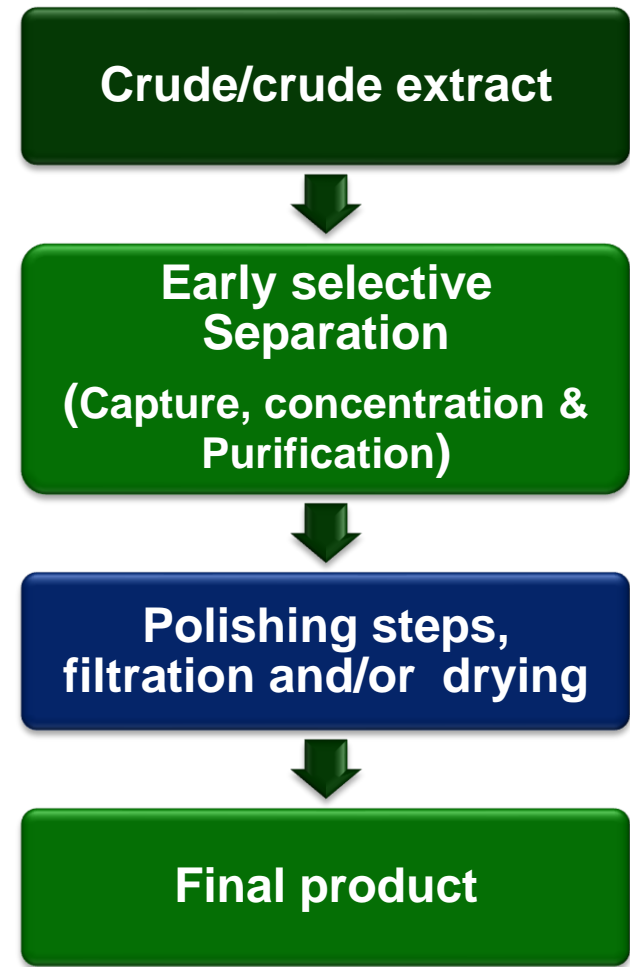 Crude/crude extract
Early selective
Separation
(Capture, concentration &
Purification)
Polishing steps,
filtration and/or drying
Final product